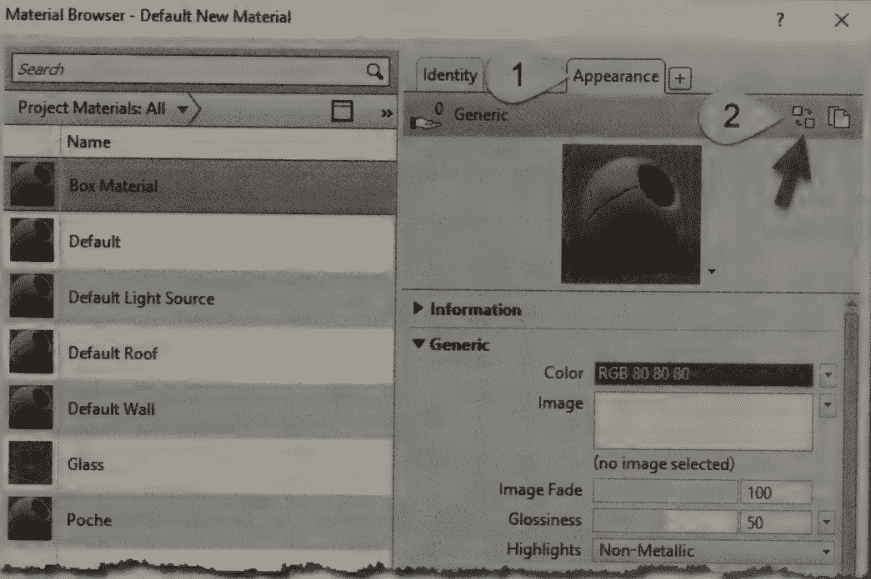 Material Browser - Default New Material
? X
Search
Project Materials: All
»
Name
Box Material
Default
Default Light Source
Default Roof
Default Wall
Glass
Poche
Identity 1 Appearance +
0 Generic 2
Information
Generic
Color RGB 80 80 80
Image
(no image selected)
Image Fade 100
Glossiness 50
Highlights Non-Metallic